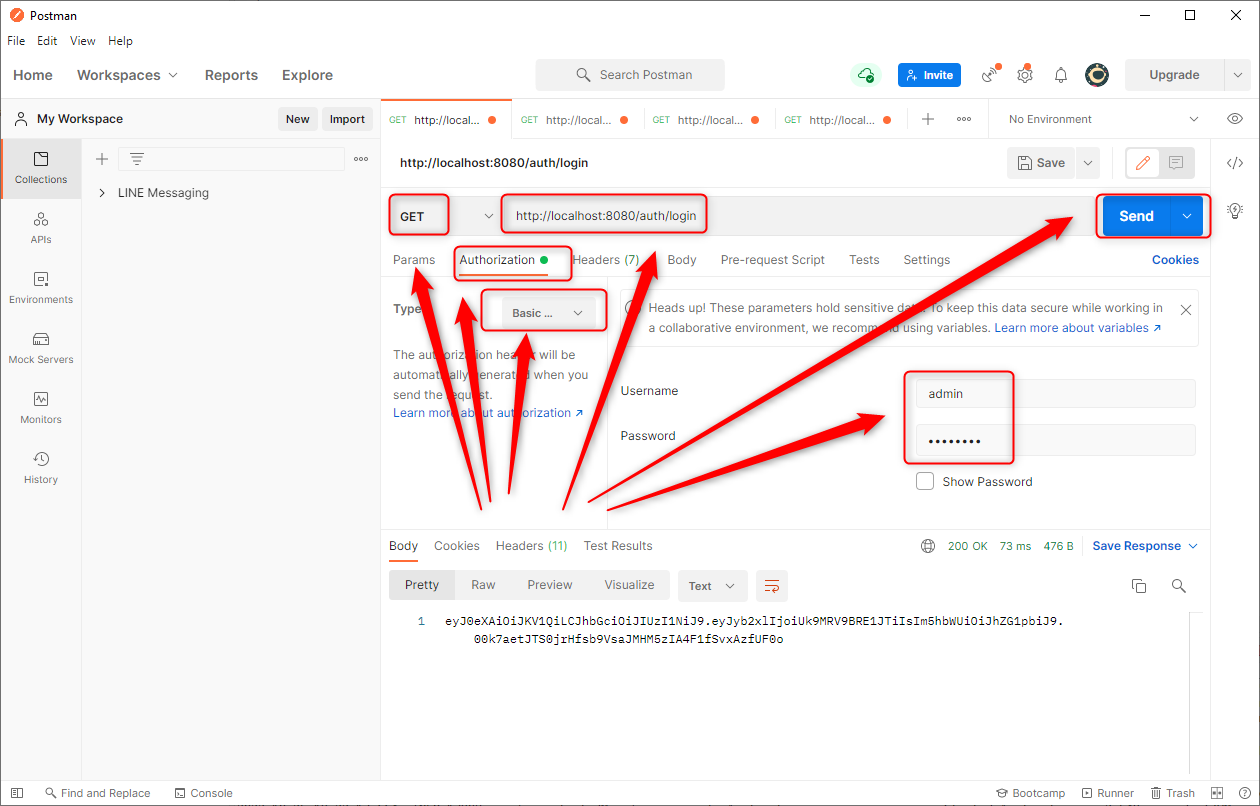 Postman
File Edit View Help
Home Workspaces Reports Explore Search Postman Invite Upgrade
My Workspace New Import GET http://local... GET http://local... GET http://local... GET http://local... No Environment
Collections
APIs
Environments
Mock Servers
Monitors
History
LINE Messaging
http://localhost:8080/auth/login Save
GET http://localhost:8080/auth/login Send
Params Authorization Headers (7) Body Pre-request Script Tests Settings Cookies
Type Basic ...
The authorization header will be
automatically generated when you
send the request.
Learn more about authorization ↗
Heads up! These parameters hold sensitive data. To keep this data secure while working in
a collaborative environment, we recommend using variables. Learn more about variables ↗
Username admin
Password ••••••••
Show Password
Body Cookies Headers (11) Test Results 200 OK 73 ms 476 B Save Response
Pretty Raw Preview Visualize Text
1 eyJ0eXAiOiJKV1QiLCJhbGciOiJIUzI1NiJ9.eyJyb2xlIjoiUk9MRV9BRE1JTiIsIm5hbWUiOiJhZG1pbiJ9.
00k7aetJTS0jrHfsb9VsaJMHM5zIA4F1fSvxAzfUF0o
Find and Replace Console Bootcamp Runner Trash